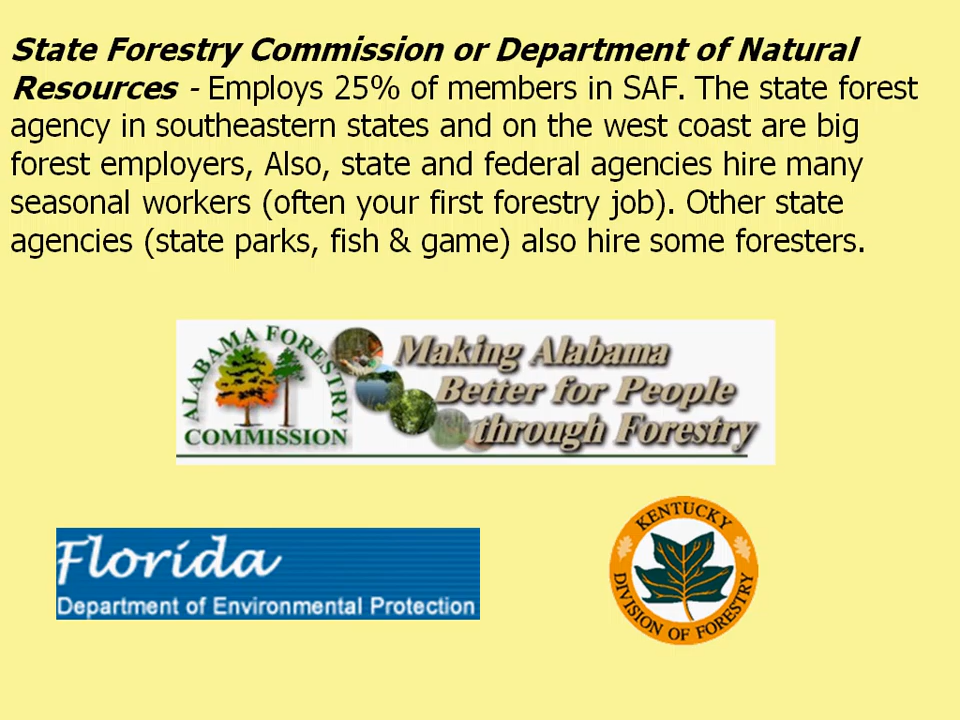 State Forestry Commission or Department of Natural
Resources - Employs 25% of members in SAF. The state forest
agency in southeastern states and on the west coast are big
forest employers, Also, state and federal agencies hire many
seasonal workers (often your first forestry job). Other state
agencies (state parks, fish & game) also hire some foresters.
ALABAMA FORESTRY
COMMISSION
Making Alabama
Better for People
through Forestry
Florida
Department of Environmental Protection
KENTUCKY
DIVISION OF FORESTRY